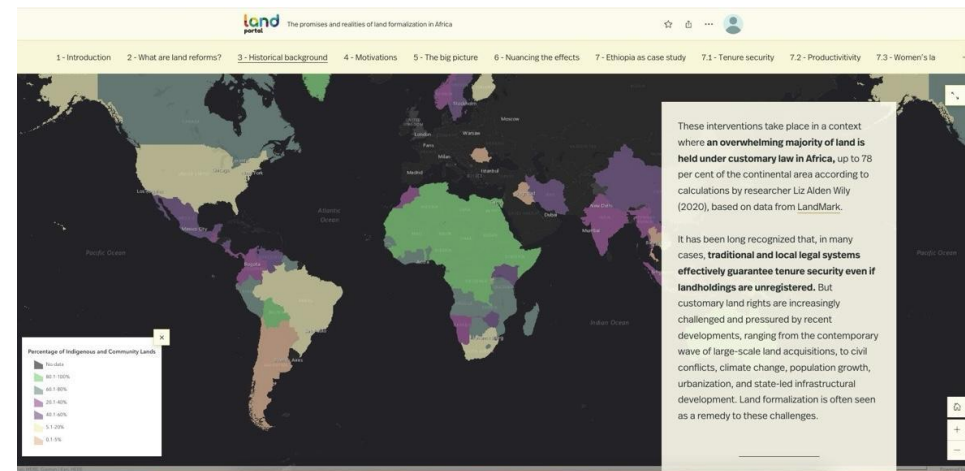 land
portal
The promises and realities of land formalization in Africa
1 - Introduction
2 - What are land reforms?
3 - Historical background
4 - Motivations
5 - The big picture
6 - Nuancing the effects
7 - Ethiopia as case study
7.1 - Tenure security
7.2 - Productivitivity
7.3 - Women's la
These interventions take place in a context
where an overwhelming majority of land is
held under customary law in Africa, up to 78
per cent of the continental area according to
calculations by researcher Liz Alden Wily
(2020), based on data from LandMark.
It has been long recognized that, in many
cases, traditional and local legal systems
effectively guarantee tenure security even if
landholdings are unregistered. But
customary land rights are increasingly
challenged and pressured by recent
developments, ranging from the contemporary
wave of large-scale land acquisitions, to civil
conflicts, climate change, population growth,
urbanization, and state-led infrastructural
development. Land formalization is often seen
as a remedy to these challenges.
Moscow
London
Warsaw
Paris
Milan
Madrid
Istanbul
Dubai
Mumbai
Mexico City
Atlantic
Ocean
Pacific Ocean
Indian Ocean
Pacific Ocean
Percentage of Indigenous and Community Lands
No data
80.1-100%
60.1-80%
20.1-40%
40.1-60%
5.1-20%
0.1-5%